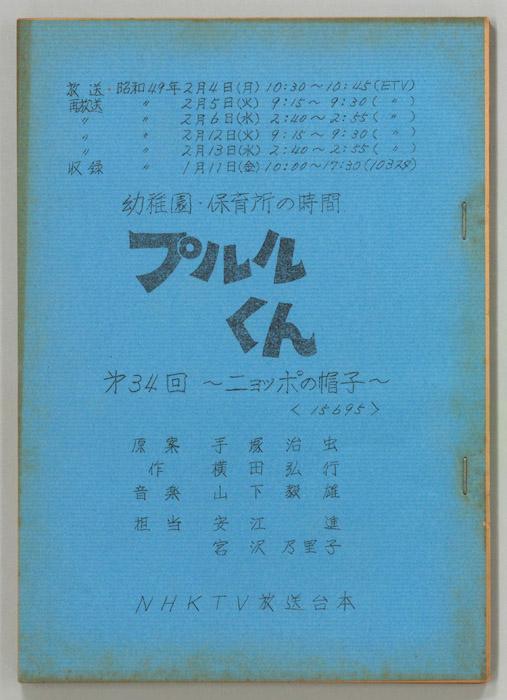 放送・昭和49年2月4日(月) 10:30～10:45(ETV)
再放送 〃 2月5日(火) 9:15～9:30(〃)
〃 〃 2月6日(水) 2:40～2:55(〃)
〃 〃 2月12日(火) 9:15～9:30(〃)
〃 〃 2月13日(水) 2:40～2:55(〃)
収録 〃 1月11日(金) 10:00～17:30
幼稚園・保育所の時間
プルル
くん
第34回 ～ニョッポの帽子～
〈15695〉
原案 手塚治虫
作 横田弘行
音楽 山下毅雄
担当 安江進
宮沢乃里子
NHKTV放送台本